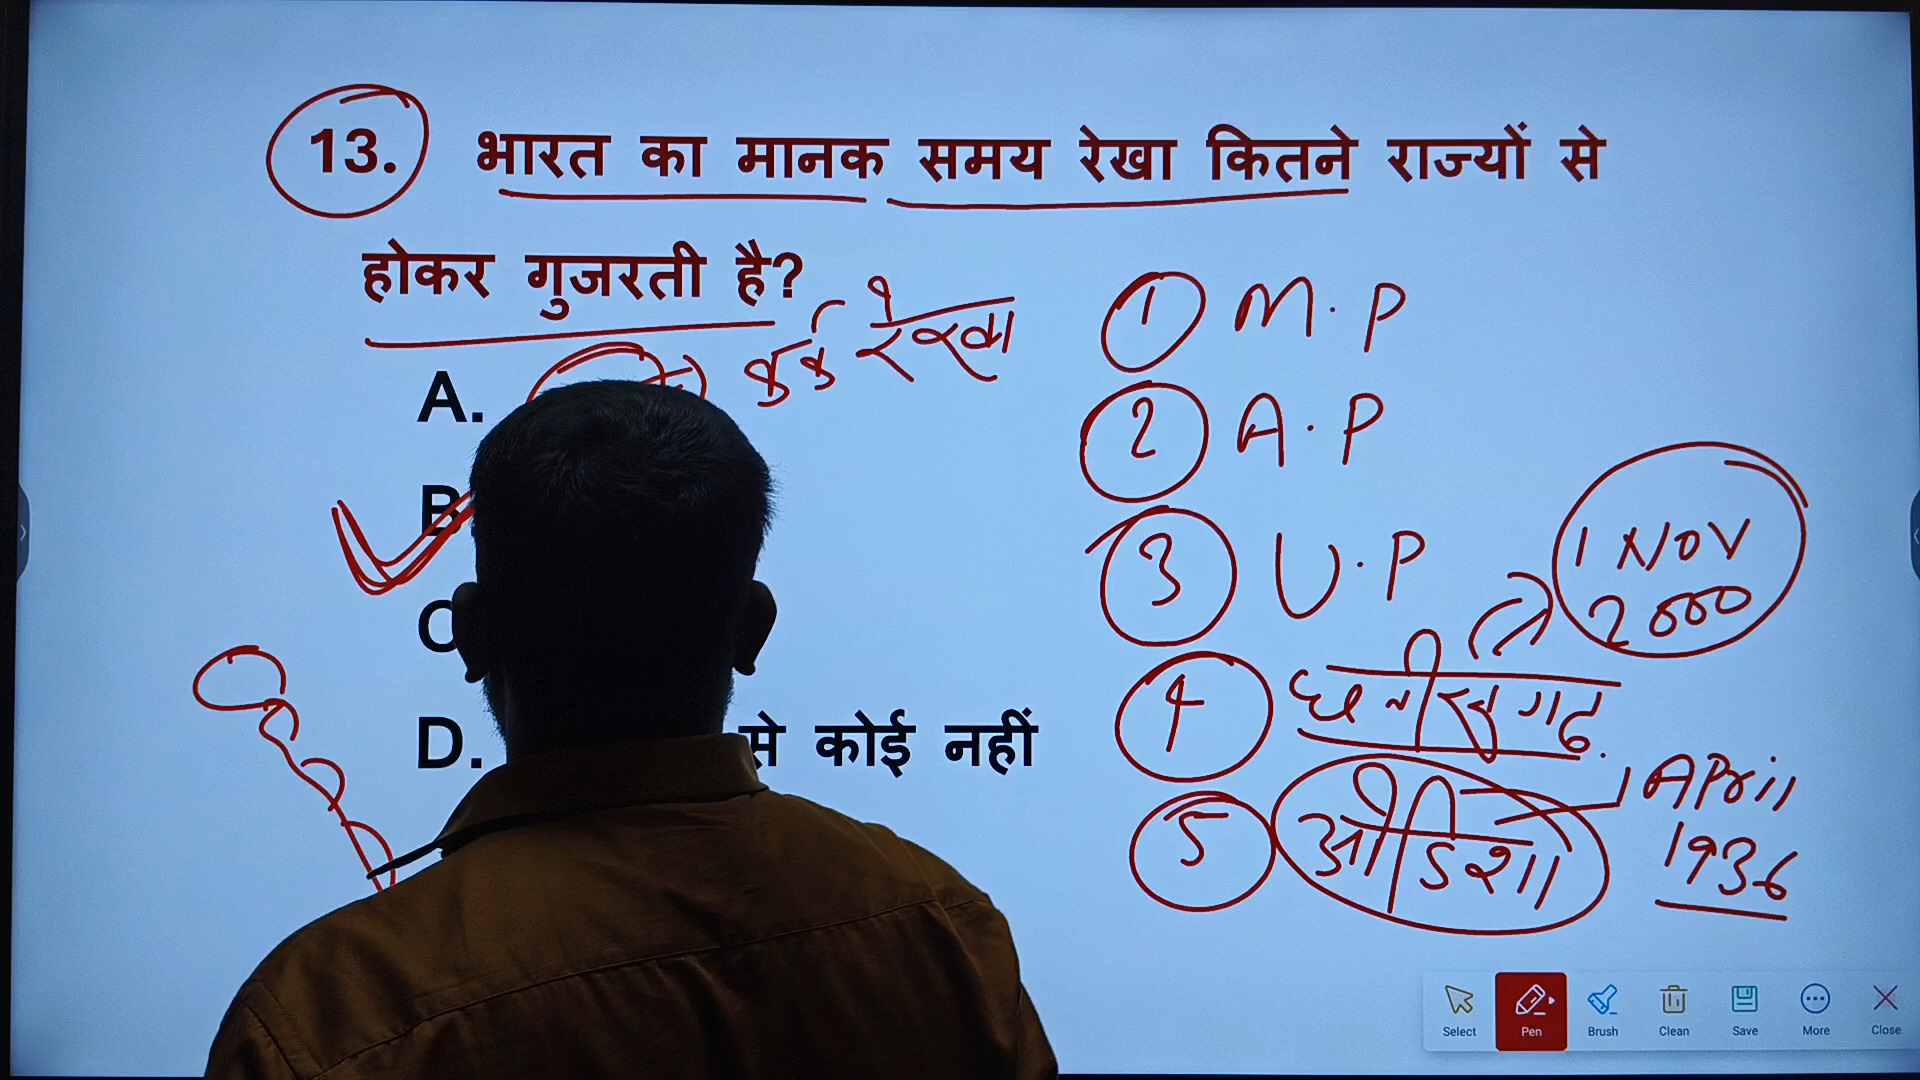 13. भारत का मानक समय रेखा कितने राज्यों से
होकर गुजरती है?
A.
कर्क रेखा
B.
C
D.
से कोई नहीं
1 M.P
2 A.P
3 U.P
1 NOV
2000
4 छत्तीसगढ़.
5 ओडिशा
1 April
1936
Select
Pen
Brush
Clean
Save
More
Close